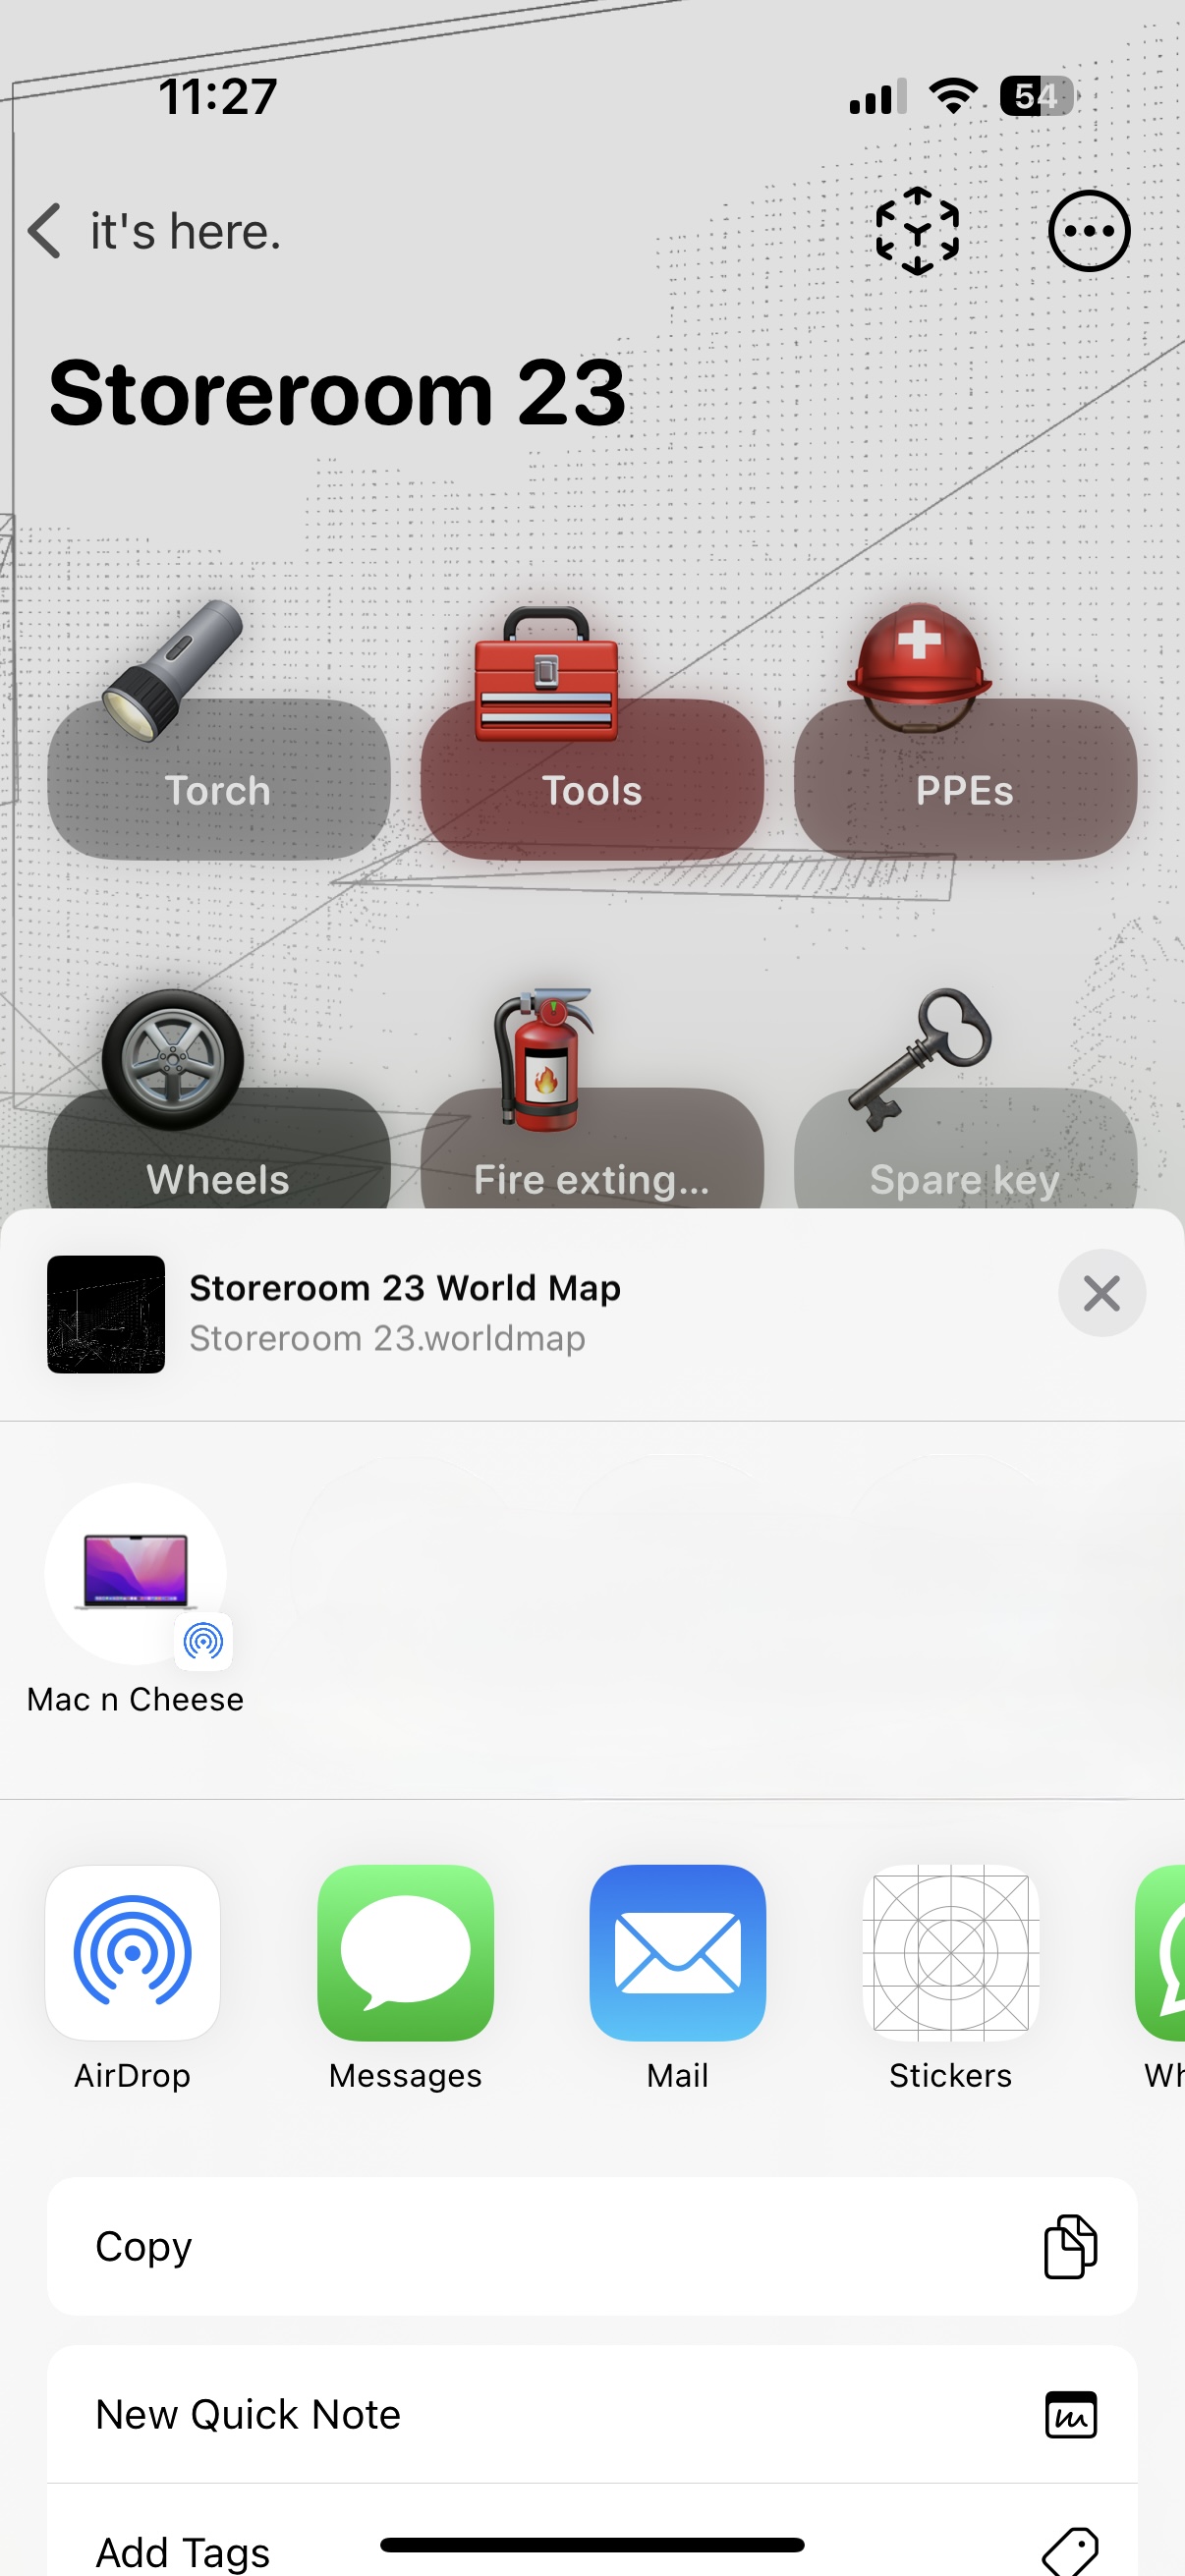 11:27
54
it's here.
Storeroom 23
Torch
Tools
PPEs
Wheels
Fire exting...
Spare key
Storeroom 23 World Map
Storeroom 23.worldmap
Mac n Cheese
AirDrop
Messages
Mail
Stickers
Wh
Copy
New Quick Note
Add Tags